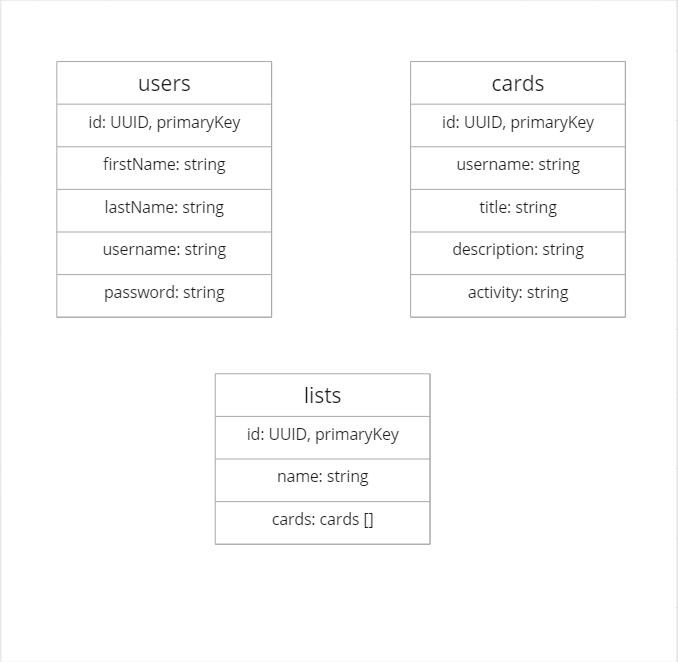 users
id: UUID, primaryKey
firstName: string
lastName: string
username: string
password: string
cards
id: UUID, primaryKey
username: string
title: string
description: string
activity: string
lists
id: UUID, primaryKey
name: string
cards: cards []